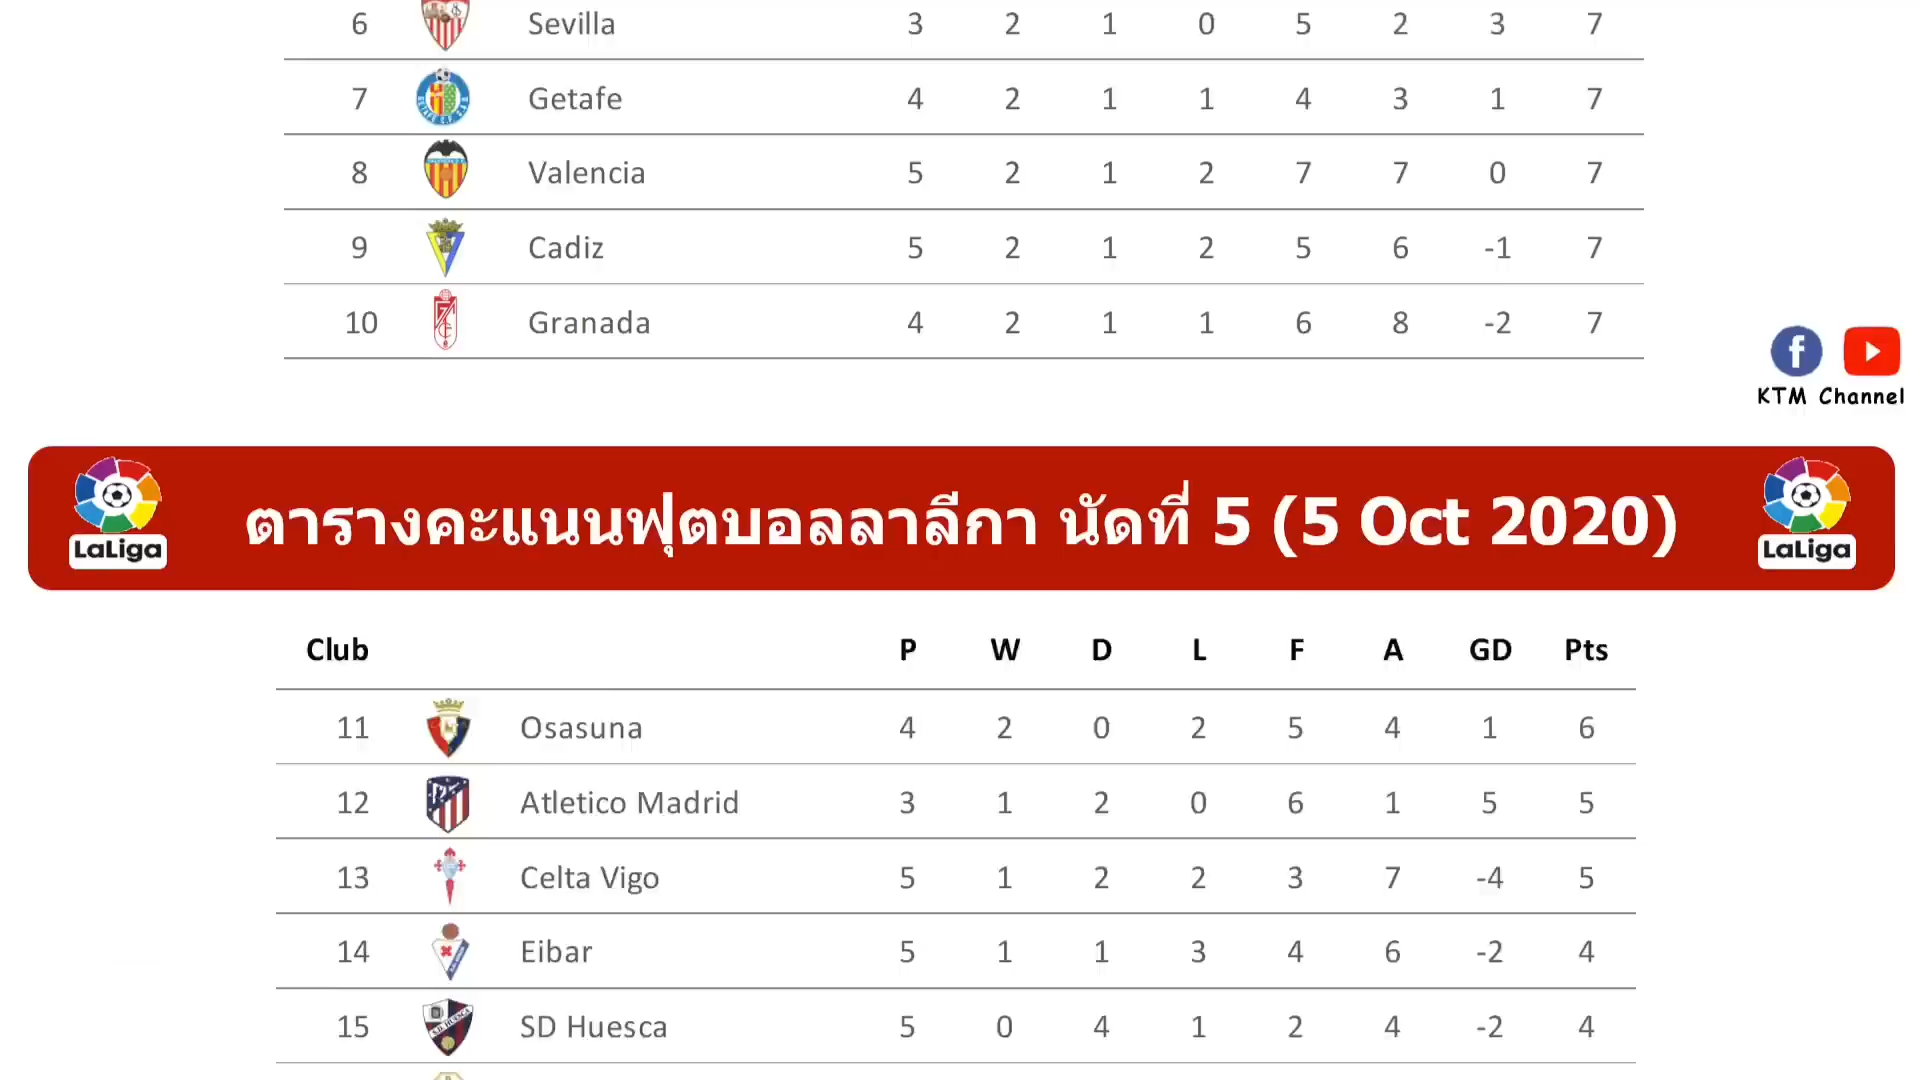 6 Sevilla 3 2 1 0 5 2 3 7
7 Getafe 4 2 1 1 4 3 1 7
8 Valencia 5 2 1 2 7 7 0 7
9 Cadiz 5 2 1 2 5 6 -1 7
10 Granada 4 2 1 1 6 8 -2 7
KTM Channel
LaLiga ตารางคะแนนฟุตบอลลาลีกา นัดที่ 5 (5 Oct 2020) LaLiga
Club P W D L F A GD Pts
11 Osasuna 4 2 0 2 5 4 1 6
12 Atletico Madrid 3 1 2 0 6 1 5 5
13 Celta Vigo 5 1 2 2 3 7 -4 5
14 Eibar 5 1 1 3 4 6 -2 4
15 SD Huesca 5 0 4 1 2 4 -2 4